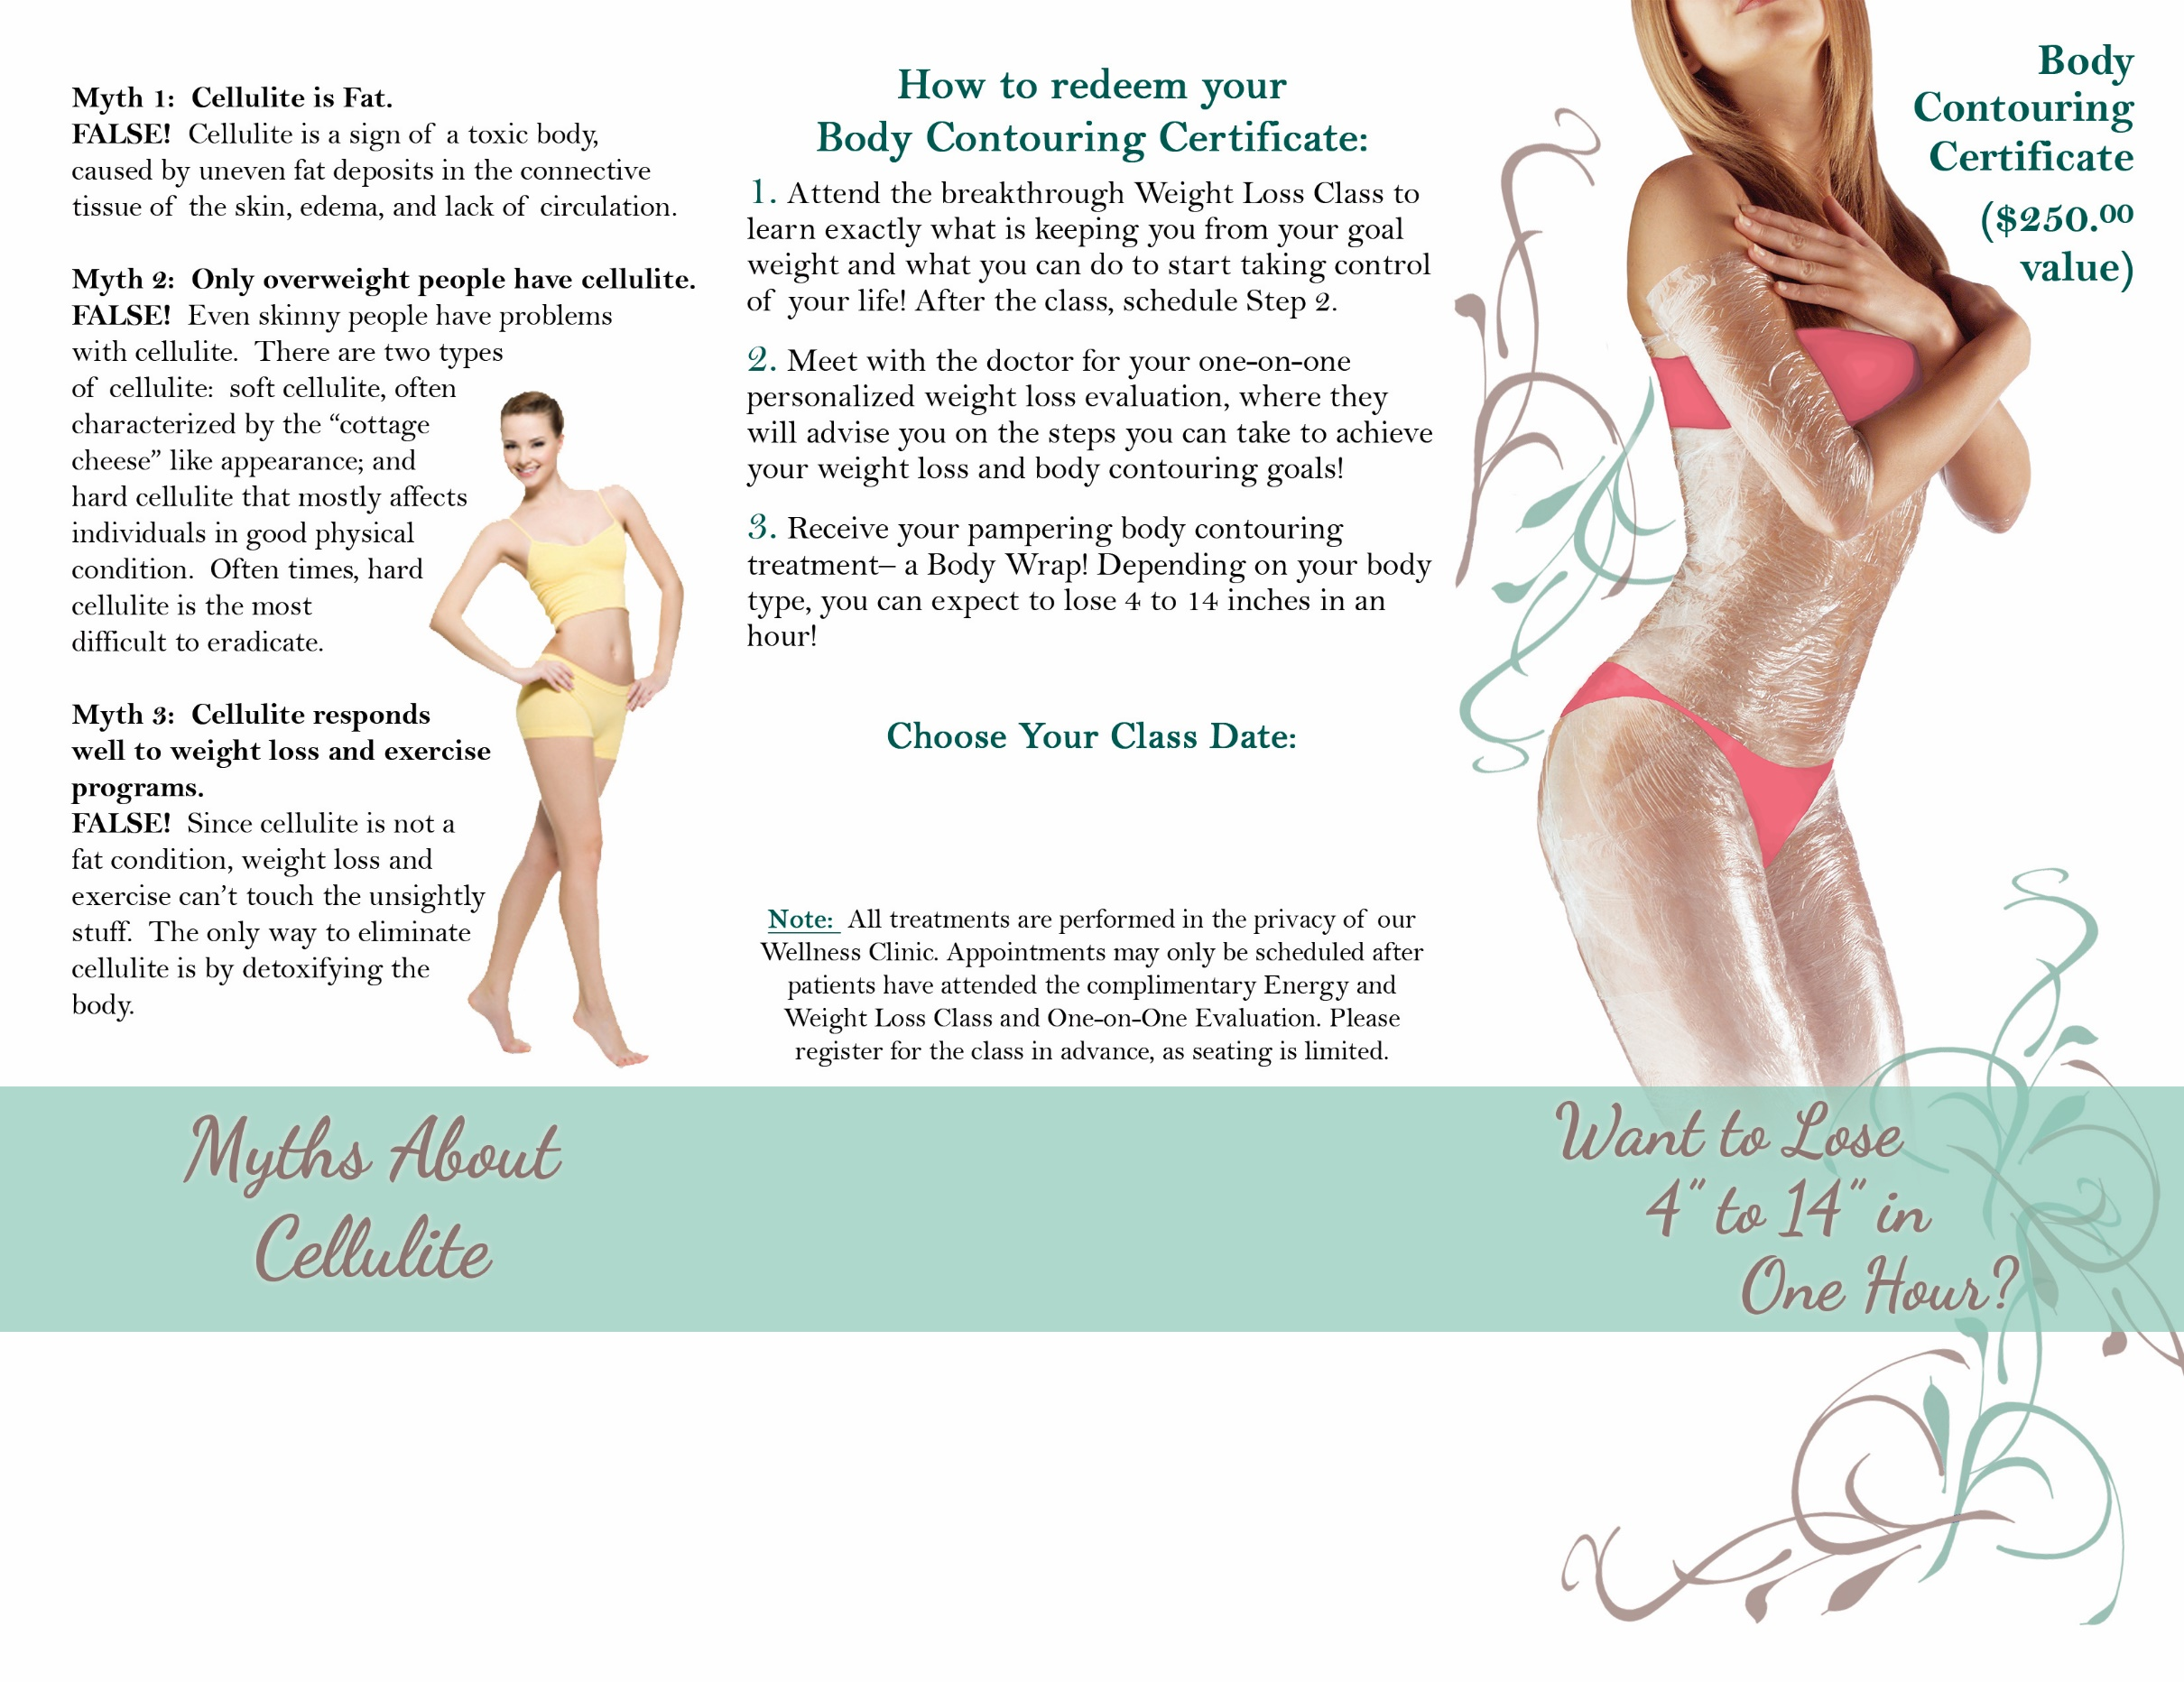 Myth 1: Cellulite is Fat.
FALSE! Cellulite is a sign of a toxic body,
caused by uneven fat deposits in the connective
tissue of the skin, edema, and lack of circulation.
Myth 2: Only overweight people have cellulite.
FALSE! Even skinny people have problems
with cellulite. There are two types
of cellulite: soft cellulite, often
characterized by the “cottage
cheese” like appearance; and
hard cellulite that mostly affects
individuals in good physical
condition. Often times, hard
cellulite is the most
difficult to eradicate.
Myth 3: Cellulite responds
well to weight loss and exercise
programs.
FALSE! Since cellulite is not a
fat condition, weight loss and
exercise can’t touch the unsightly
stuff. The only way to eliminate
cellulite is by detoxifying the
body.
Myths About
Cellulite
How to redeem your
Body Contouring Certificate:
1. Attend the breakthrough Weight Loss Class to
learn exactly what is keeping you from your goal
weight and what you can do to start taking control
of your life! After the class, schedule Step 2.
2. Meet with the doctor for your one-on-one
personalized weight loss evaluation, where they
will advise you on the steps you can take to achieve
your weight loss and body contouring goals!
3. Receive your pampering body contouring
treatment– a Body Wrap! Depending on your body
type, you can expect to lose 4 to 14 inches in an
hour!
Choose Your Class Date:
Note: All treatments are performed in the privacy of our
Wellness Clinic. Appointments may only be scheduled after
patients have attended the complimentary Energy and
Weight Loss Class and One-on-One Evaluation. Please
register for the class in advance, as seating is limited.
Body
Contouring
Certificate
($250.00
value)
Want to Lose
4” to 14” in
One Hour?